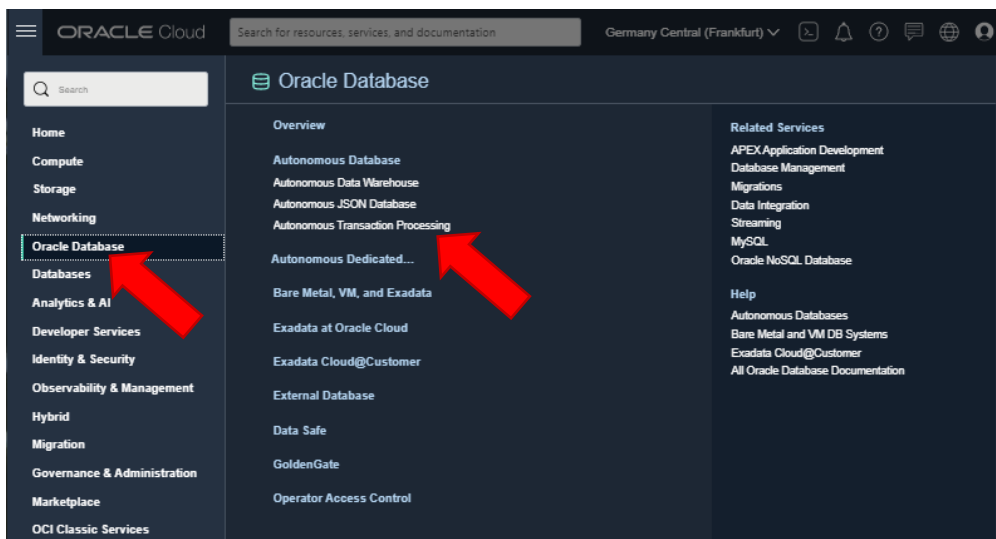 ORACLE Cloud
Search for resources, services, and documentation
Germany Central (Frankfurt)
Search
Home
Compute
Storage
Networking
Oracle Database
Databases
Analytics & AI
Developer Services
Identity & Security
Observability & Management
Hybrid
Migration
Governance & Administration
Marketplace
OCI Classic Services
Oracle Database
Overview
Autonomous Database
Autonomous Data Warehouse
Autonomous JSON Database
Autonomous Transaction Processing
Autonomous Dedicated...
Bare Metal, VM, and Exadata
Exadata at Oracle Cloud
Exadata Cloud@Customer
External Database
Data Safe
GoldenGate
Operator Access Control
Related Services
APEX Application Development
Database Management
Migrations
Data Integration
Streaming
MySQL
Oracle NoSQL Database
Help
Autonomous Databases
Bare Metal and VM DB Systems
Exadata Cloud@Customer
All Oracle Database Documentation